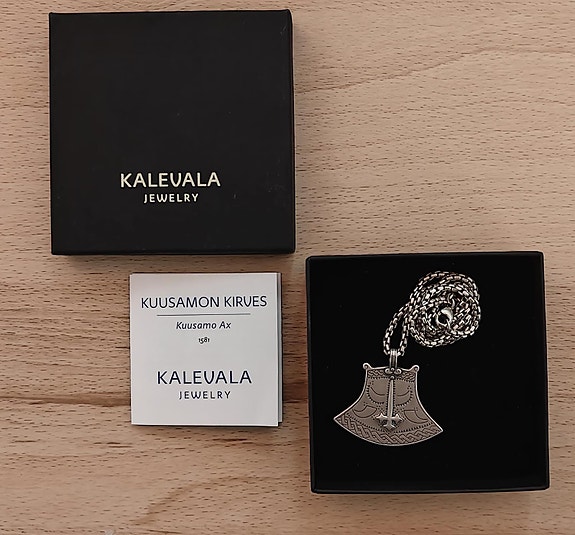 KALEVALA
JEWELRY
KUUSAMON KIRVES
Kuusamo Ax
1581
KALEVALA
JEWELRY